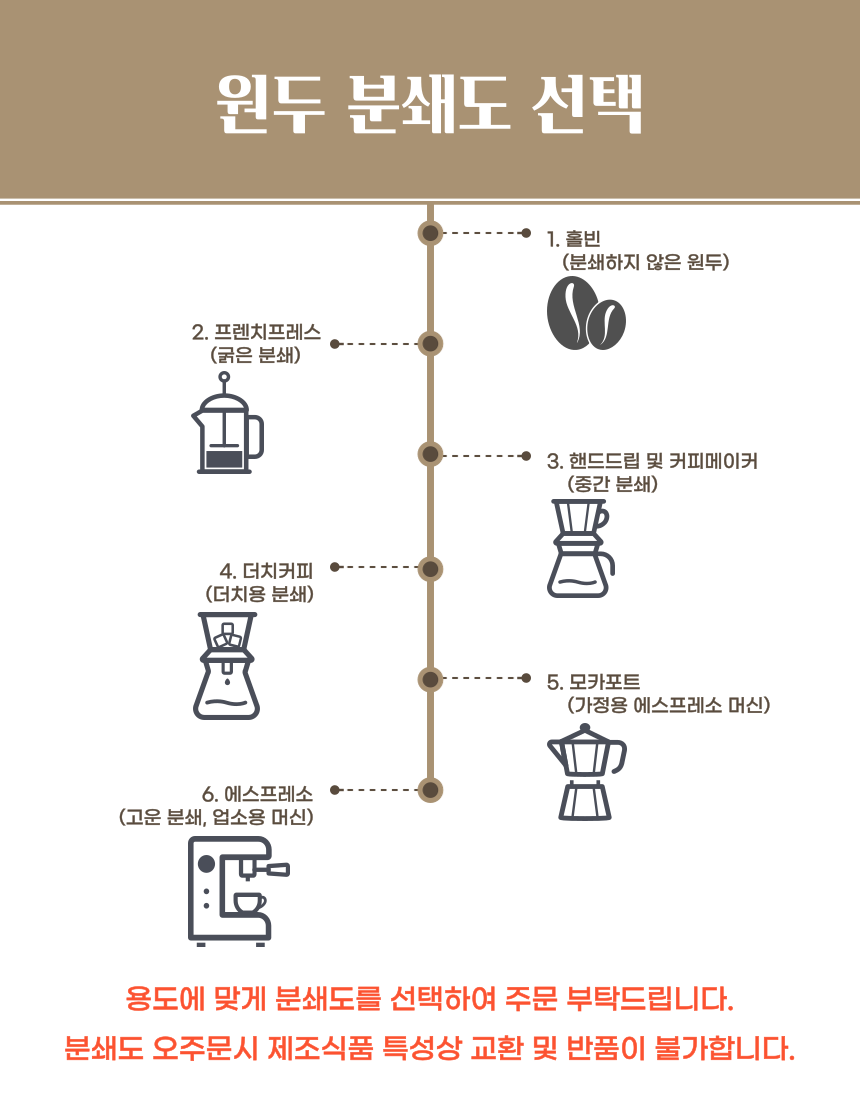 원두 분쇄도 선택
1. 홀빈
(분쇄하지 않은 원두)
2. 프렌치프레스
(굵은 분쇄)
3. 핸드드립 및 커피메이커
(중간 분쇄)
4. 더치커피
(더치용 분쇄)
5. 모카포트
(가정용 에스프레소 머신)
6. 에스프레소
(고운 분쇄, 업소용 머신)
용도에 맞게 분쇄도를 선택하여 주문 부탁드립니다.
분쇄도 오주문시 제조식품 특성상 교환 및 반품이 불가합니다.